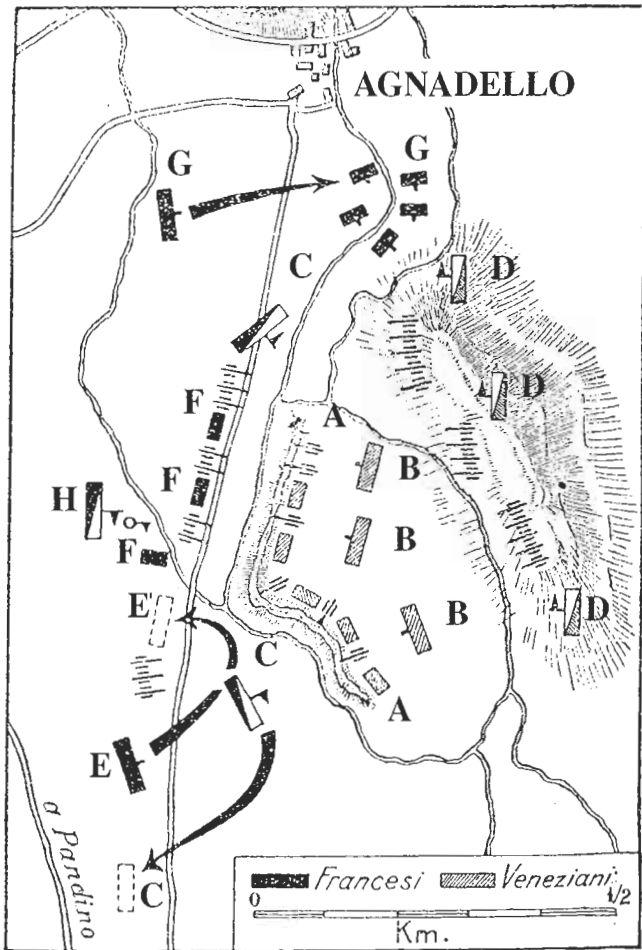 AGNADELLO
G
G
C
D
D
A
F
B
F
B
H
F
E
B
D
C
A
E
C
a Pandino
Francesi
Veneziani
0
1/2
Km.